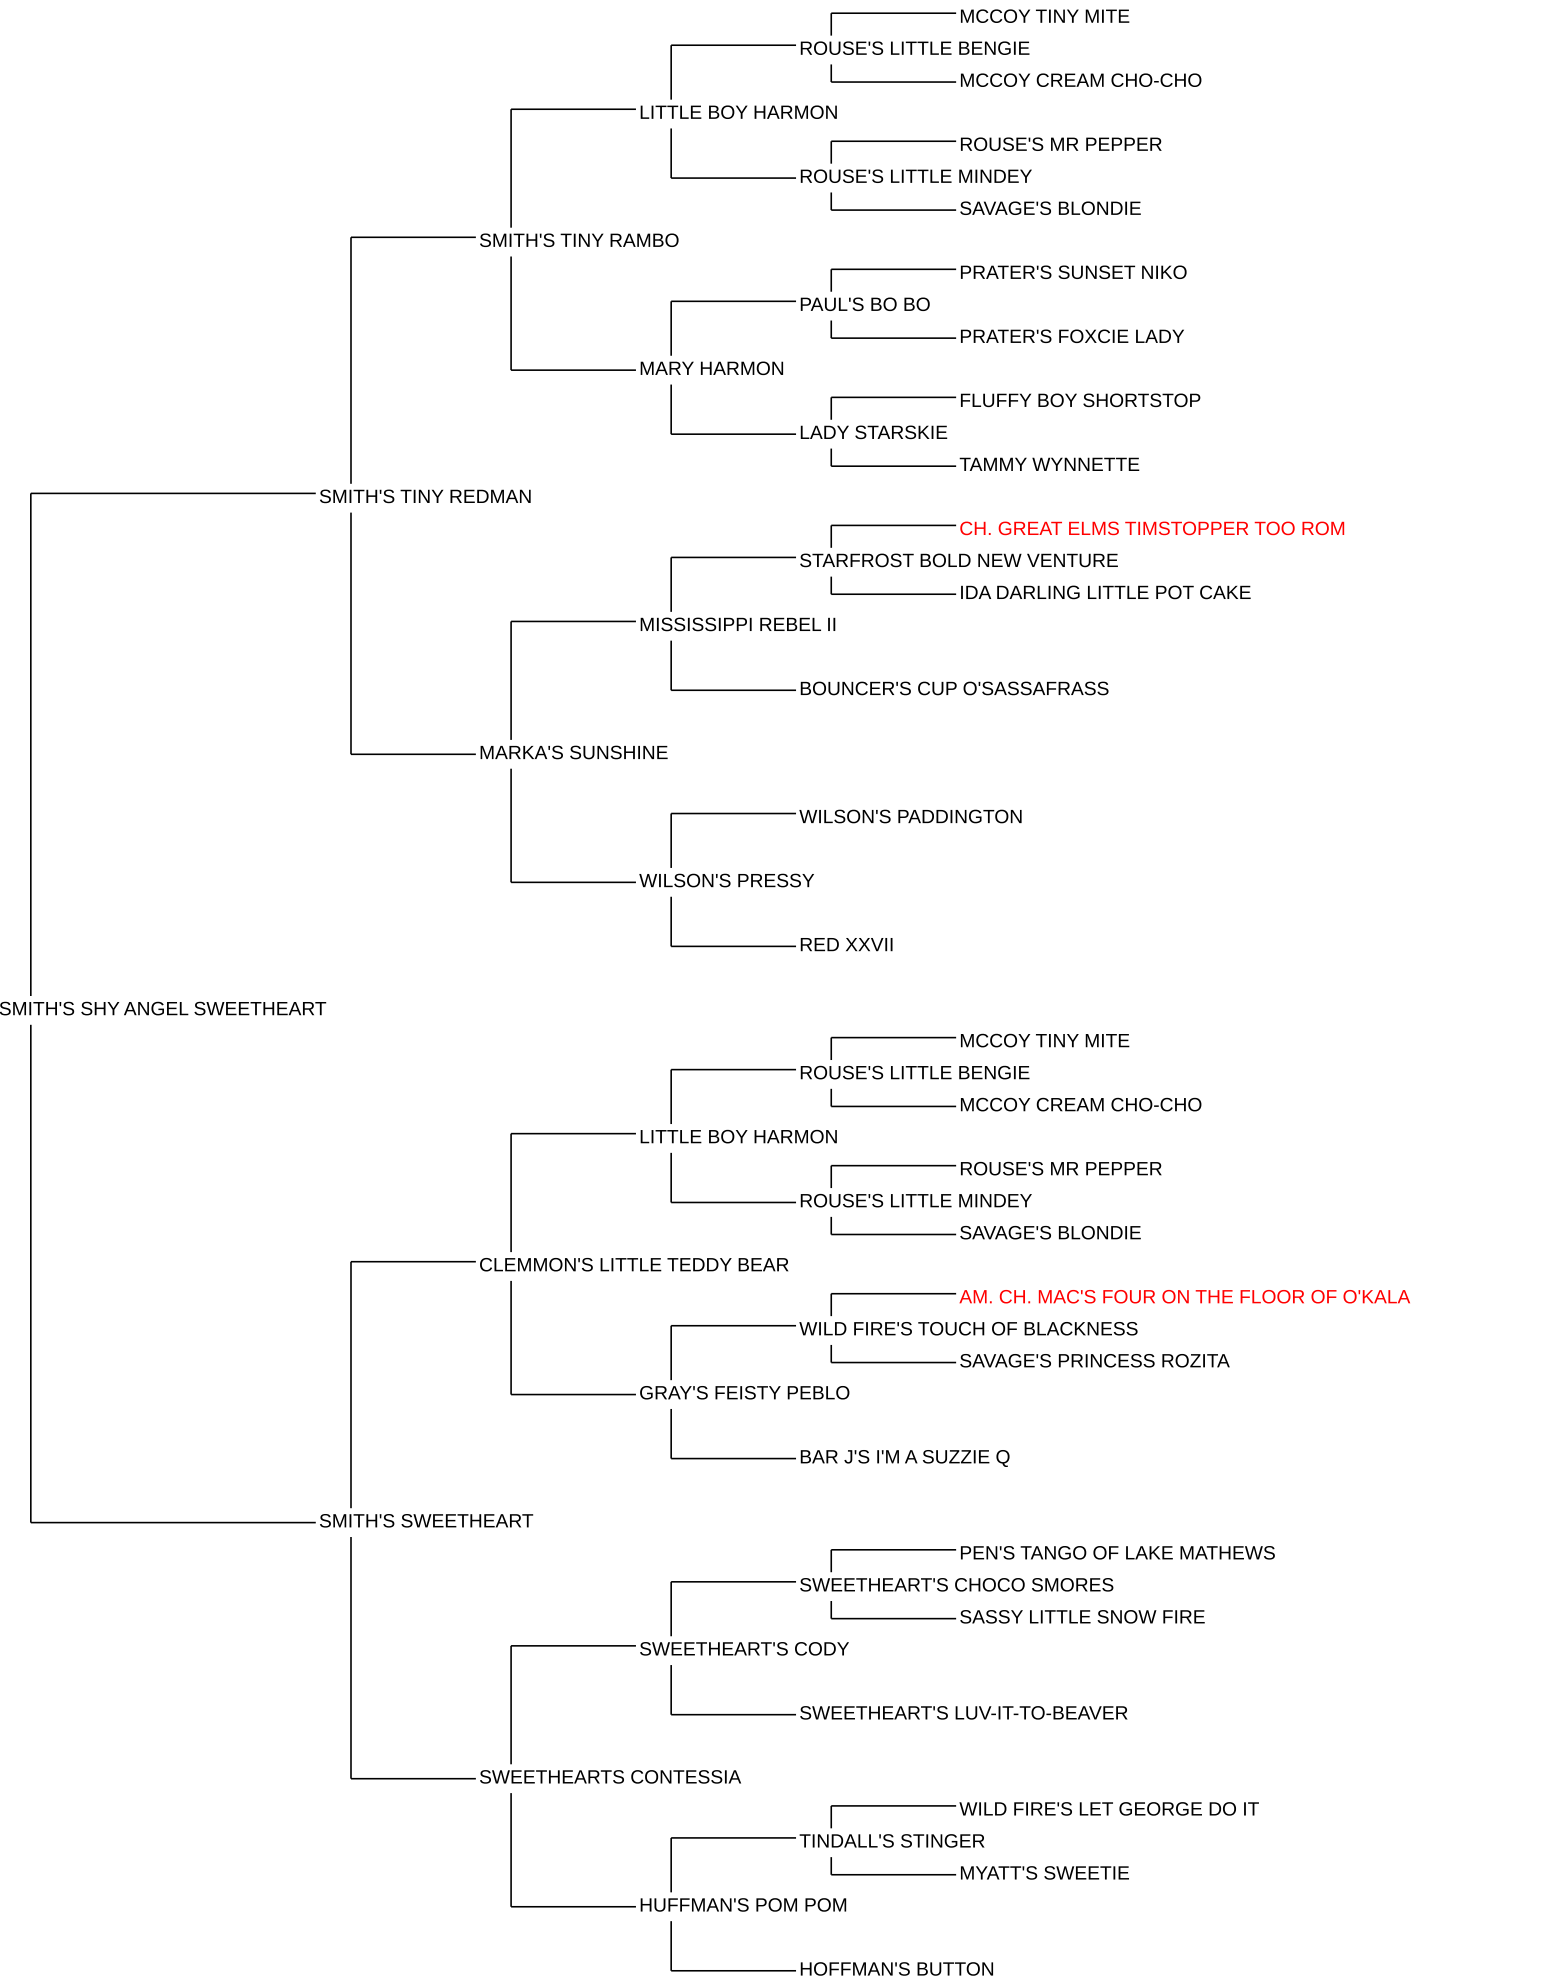 MCCOY TINY MITE
ROUSE'S LITTLE BENGIE
MCCOY CREAM CHO-CHO
LITTLE BOY HARMON
ROUSE'S MR PEPPER
ROUSE'S LITTLE MINDEY
SAVAGE'S BLONDIE
SMITH'S TINY RAMBO
PRATER'S SUNSET NIKO
PAUL'S BO BO
PRATER'S FOXCIE LADY
MARY HARMON
FLUFFY BOY SHORTSTOP
LADY STARSKIE
TAMMY WYNNETTE
SMITH'S TINY REDMAN
CH. GREAT ELMS TIMSTOPPER TOO ROM
STARFROST BOLD NEW VENTURE
IDA DARLING LITTLE POT CAKE
MISSISSIPPI REBEL II
BOUNCER'S CUP O'SASSAFRASS
MARKA'S SUNSHINE
WILSON'S PADDINGTON
WILSON'S PRESSY
RED XXVII
SMITH'S SHY ANGEL SWEETHEART
MCCOY TINY MITE
ROUSE'S LITTLE BENGIE
MCCOY CREAM CHO-CHO
LITTLE BOY HARMON
ROUSE'S MR PEPPER
ROUSE'S LITTLE MINDEY
SAVAGE'S BLONDIE
CLEMMON'S LITTLE TEDDY BEAR
AM. CH. MAC'S FOUR ON THE FLOOR OF O'KALA
WILD FIRE'S TOUCH OF BLACKNESS
SAVAGE'S PRINCESS ROZITA
GRAY'S FEISTY PEBLO
BAR J'S I'M A SUZZIE Q
SMITH'S SWEETHEART
PEN'S TANGO OF LAKE MATHEWS
SWEETHEART'S CHOCO SMORES
SASSY LITTLE SNOW FIRE
SWEETHEART'S CODY
SWEETHEART'S LUV-IT-TO-BEAVER
SWEETHEARTS CONTESSIA
WILD FIRE'S LET GEORGE DO IT
TINDALL'S STINGER
MYATT'S SWEETIE
HUFFMAN'S POM POM
HOFFMAN'S BUTTON